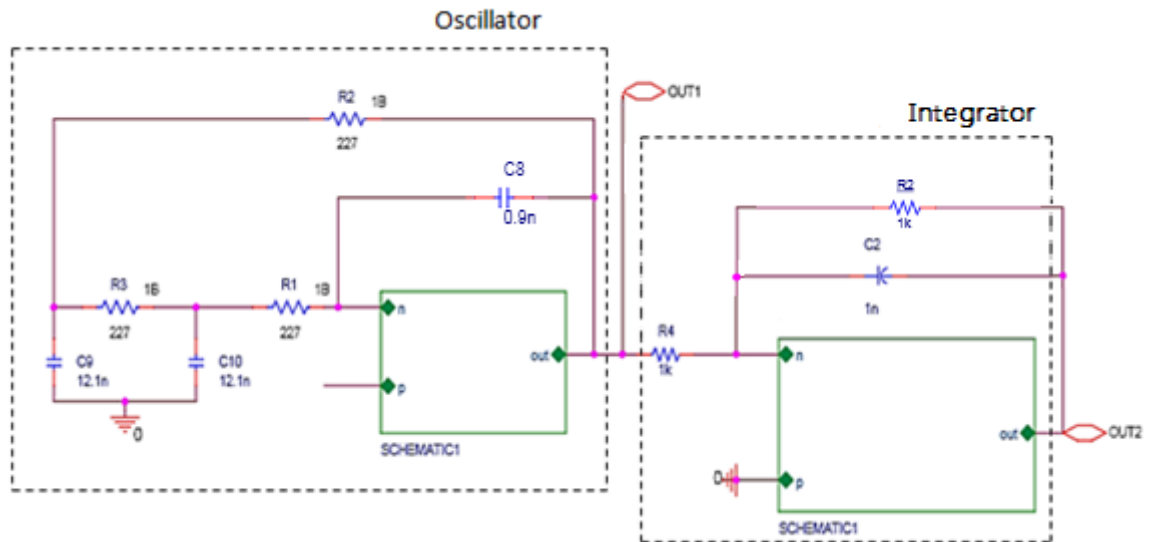 Oscillator
R2 1B
227
OUT1
Integrator
C8
0.9n
R2
1k
C2
1n
R3 1B
227
R1 1B
227
n
out
p
SCHEMATIC1
C9
12.1n
C10
12.1n
0
R4
1k
n
out
OUT2
0
p
SCHEMATIC1